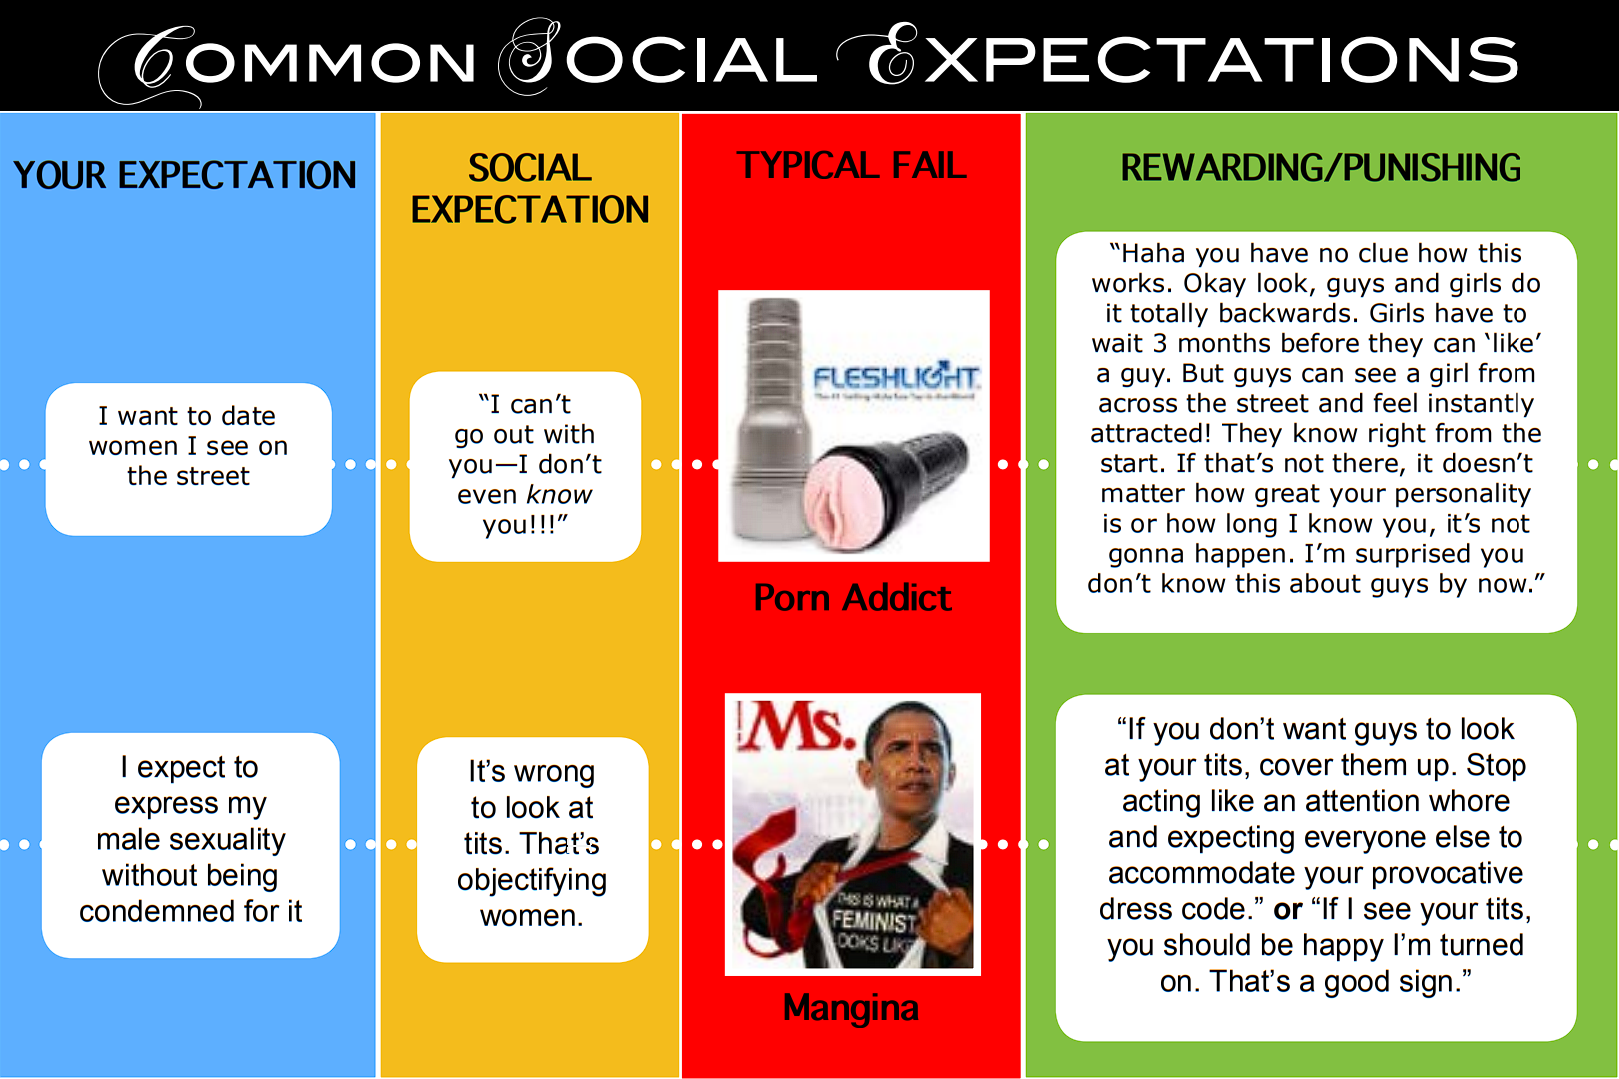 COMMON SOCIAL EXPECTATIONS
YOUR EXPECTATION
I want to date
women I see on
the street
I expect to
express my
male sexuality
without being
condemned for it
SOCIAL
EXPECTATION
“I can’t
go out with
you—I don’t
even know
you!!!”
It’s wrong
to look at
tits. That’s
objectifying
women.
TYPICAL FAIL
FLESHLIGHT
Porn Addict
Ms.
THIS IS WHAT A
FEMINIST
LOOKS LIKE
Mangina
REWARDING/PUNISHING
“Haha you have no clue how this
works. Okay look, guys and girls do
it totally backwards. Girls have to
wait 3 months before they can ‘like’
a guy. But guys can see a girl from
across the street and feel instantly
attracted! They know right from the
start. If that’s not there, it doesn’t
matter how great your personality
is or how long I know you, it’s not
gonna happen. I’m surprised you
don’t know this about guys by now.”
“If you don’t want guys to look
at your tits, cover them up. Stop
acting like an attention whore
and expecting everyone else to
accommodate your provocative
dress code.” or “If I see your tits,
you should be happy I’m turned
on. That’s a good sign.”